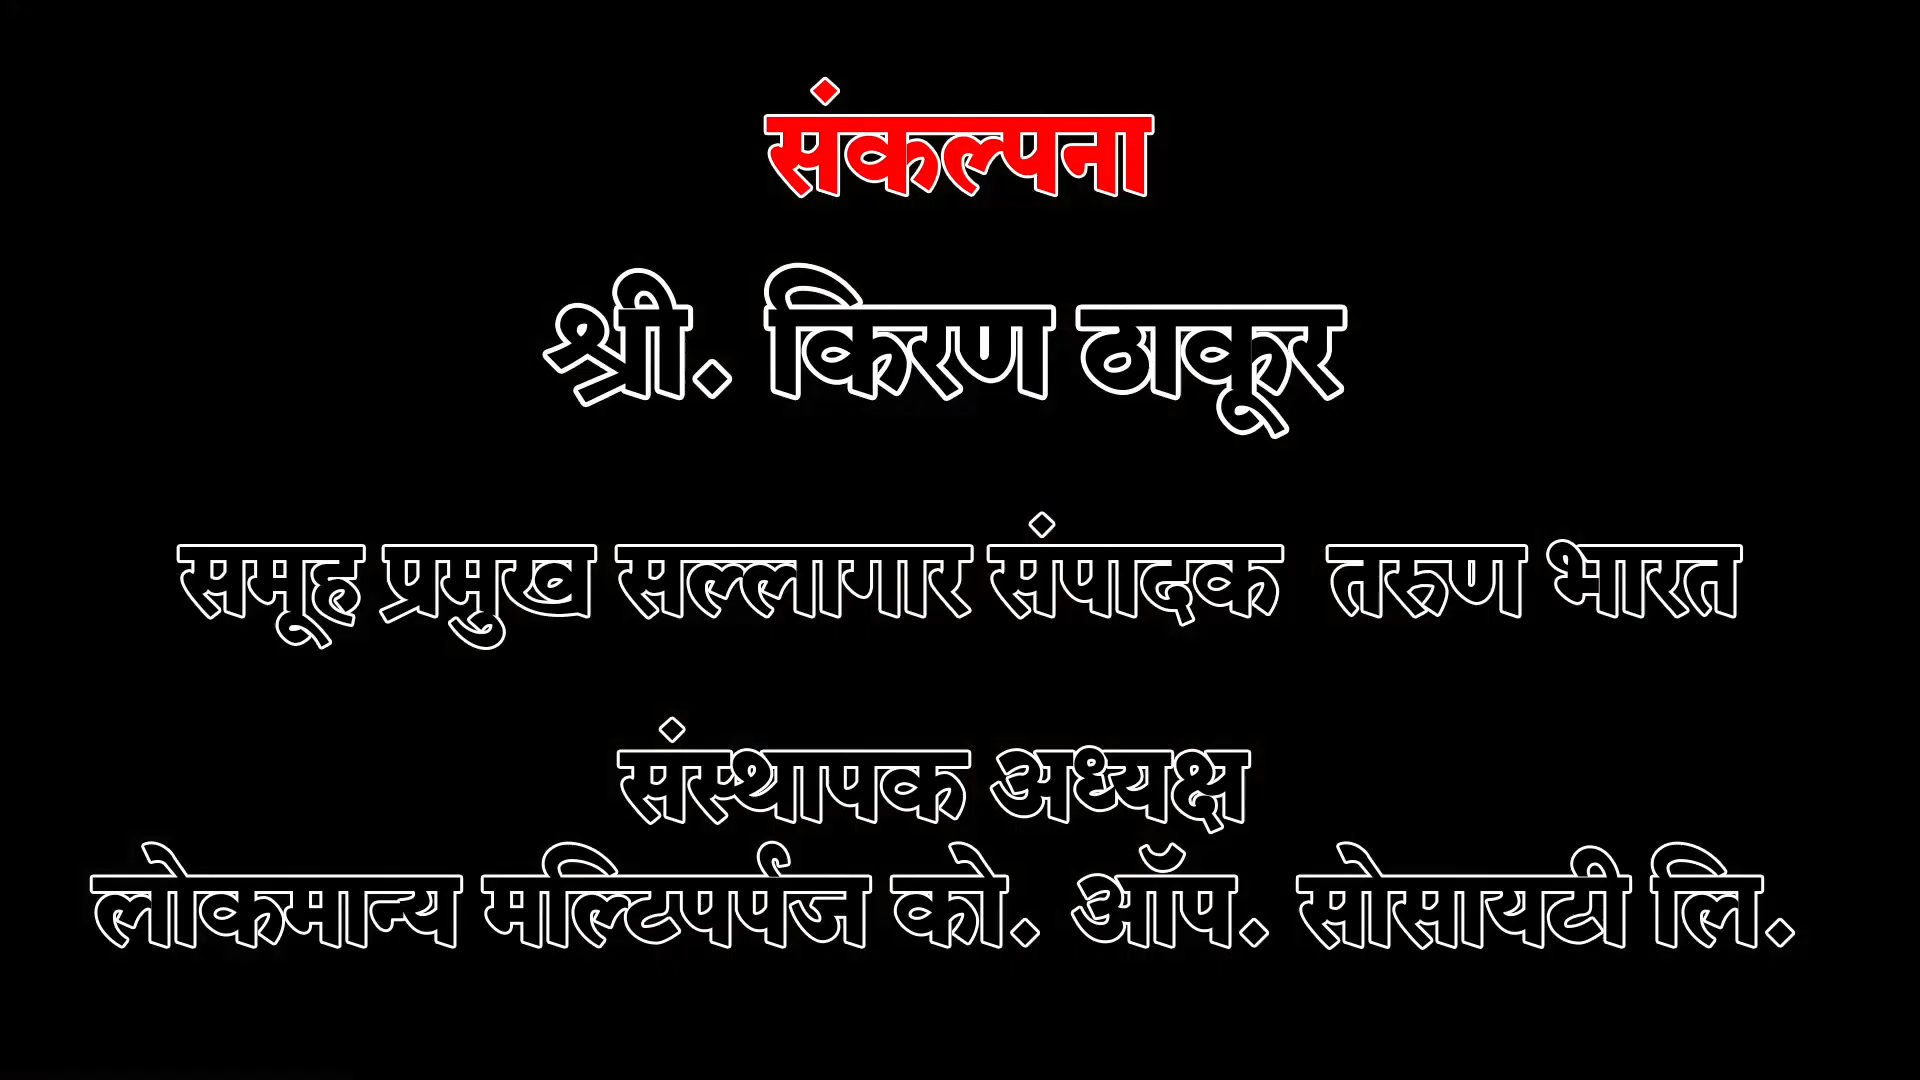 संकल्पना
श्री. किरण ठाकूर
समूह प्रमुख सल्लागार संपादक तरुण भारत
संस्थापक अध्यक्ष
लोकमान्य मल्टिपर्पज को. ऑप. सोसायटी लि.